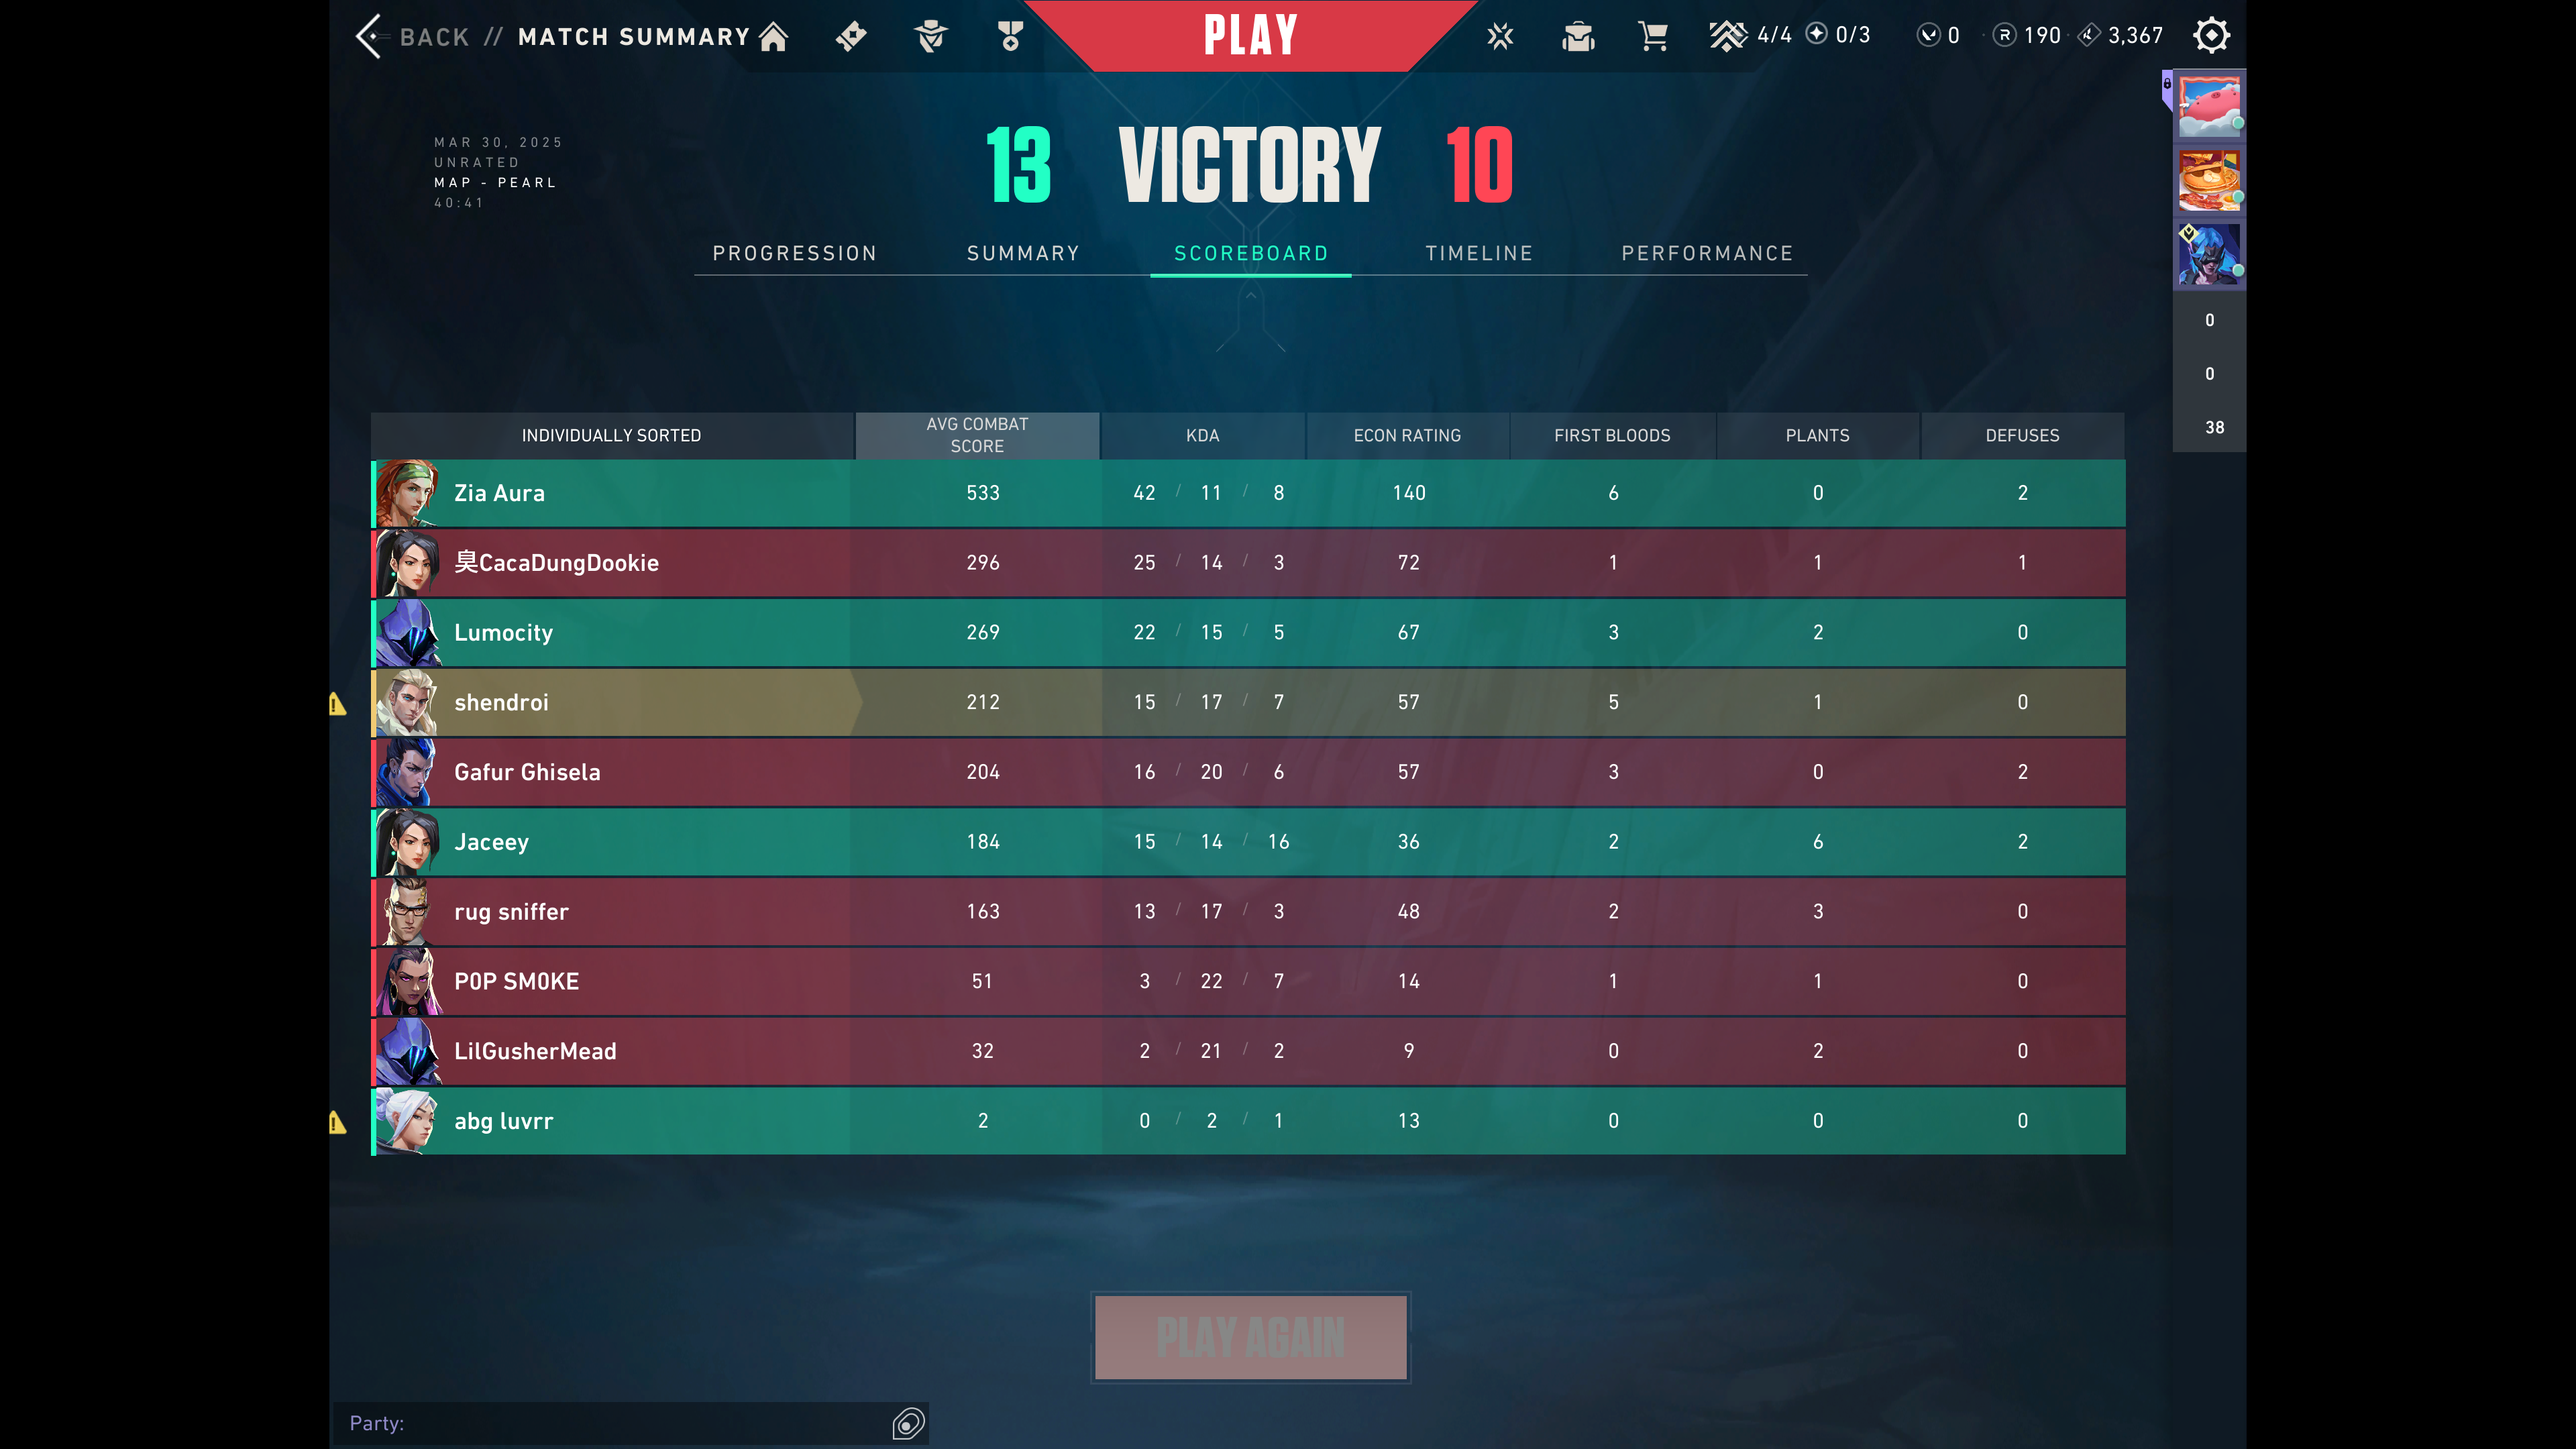 BACK // MATCH SUMMARY
PLAY
4/4 0/3 0 190 3,367
MAR 30, 2025
UNRATED
MAP - PEARL
40:41
13 VICTORY 10
PROGRESSION SUMMARY SCOREBOARD TIMELINE PERFORMANCE
0
0
38
INDIVIDUALLY SORTED AVG COMBAT SCORE KDA ECON RATING FIRST BLOODS PLANTS DEFUSES
Zia Aura 533 42 / 11 / 8 140 6 0 2
臭CacaDungDookie 296 25 / 14 / 3 72 1 1 1
Lumocity 269 22 / 15 / 5 67 3 2 0
shendroi 212 15 / 17 / 7 57 5 1 0
Gafur Ghisela 204 16 / 20 / 6 57 3 0 2
Jaceey 184 15 / 14 / 16 36 2 6 2
rug sniffer 163 13 / 17 / 3 48 2 3 0
P0P SM0KE 51 3 / 22 / 7 14 1 1 0
LilGusherMead 32 2 / 21 / 2 9 0 2 0
abg luvrr 2 0 / 2 / 1 13 0 0 0
PLAY AGAIN
Party: